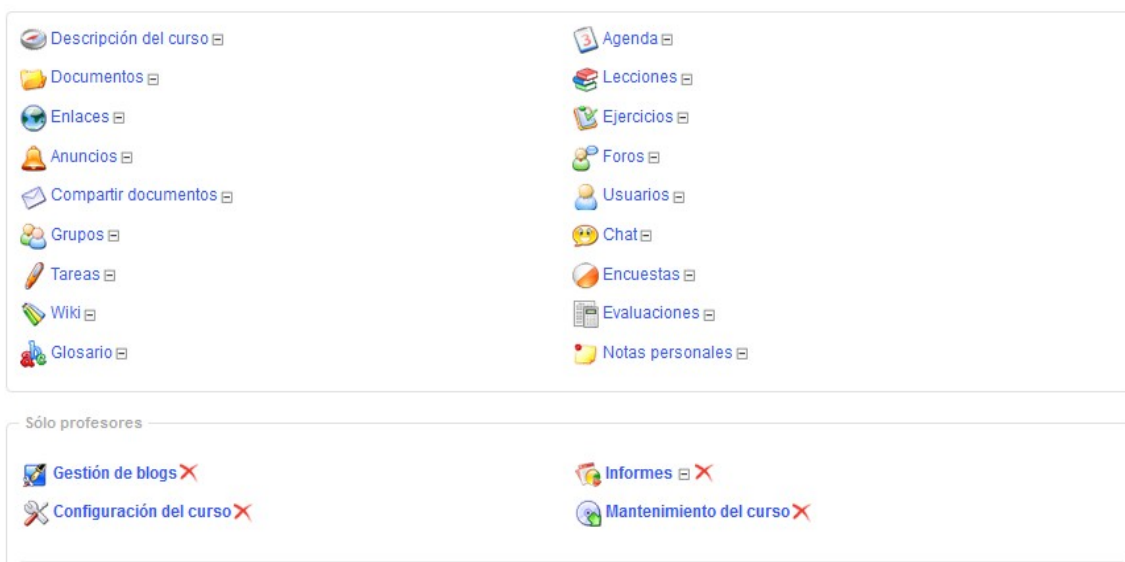 Descripción del curso
Agenda
Documentos
Lecciones
Enlaces
Ejercicios
Anuncios
Foros
Compartir documentos
Usuarios
Grupos
Chat
Tareas
Encuestas
Wiki
Evaluaciones
Glosario
Notas personales
Sólo profesores
Gestión de blogs
Informes
Configuración del curso
Mantenimiento del curso